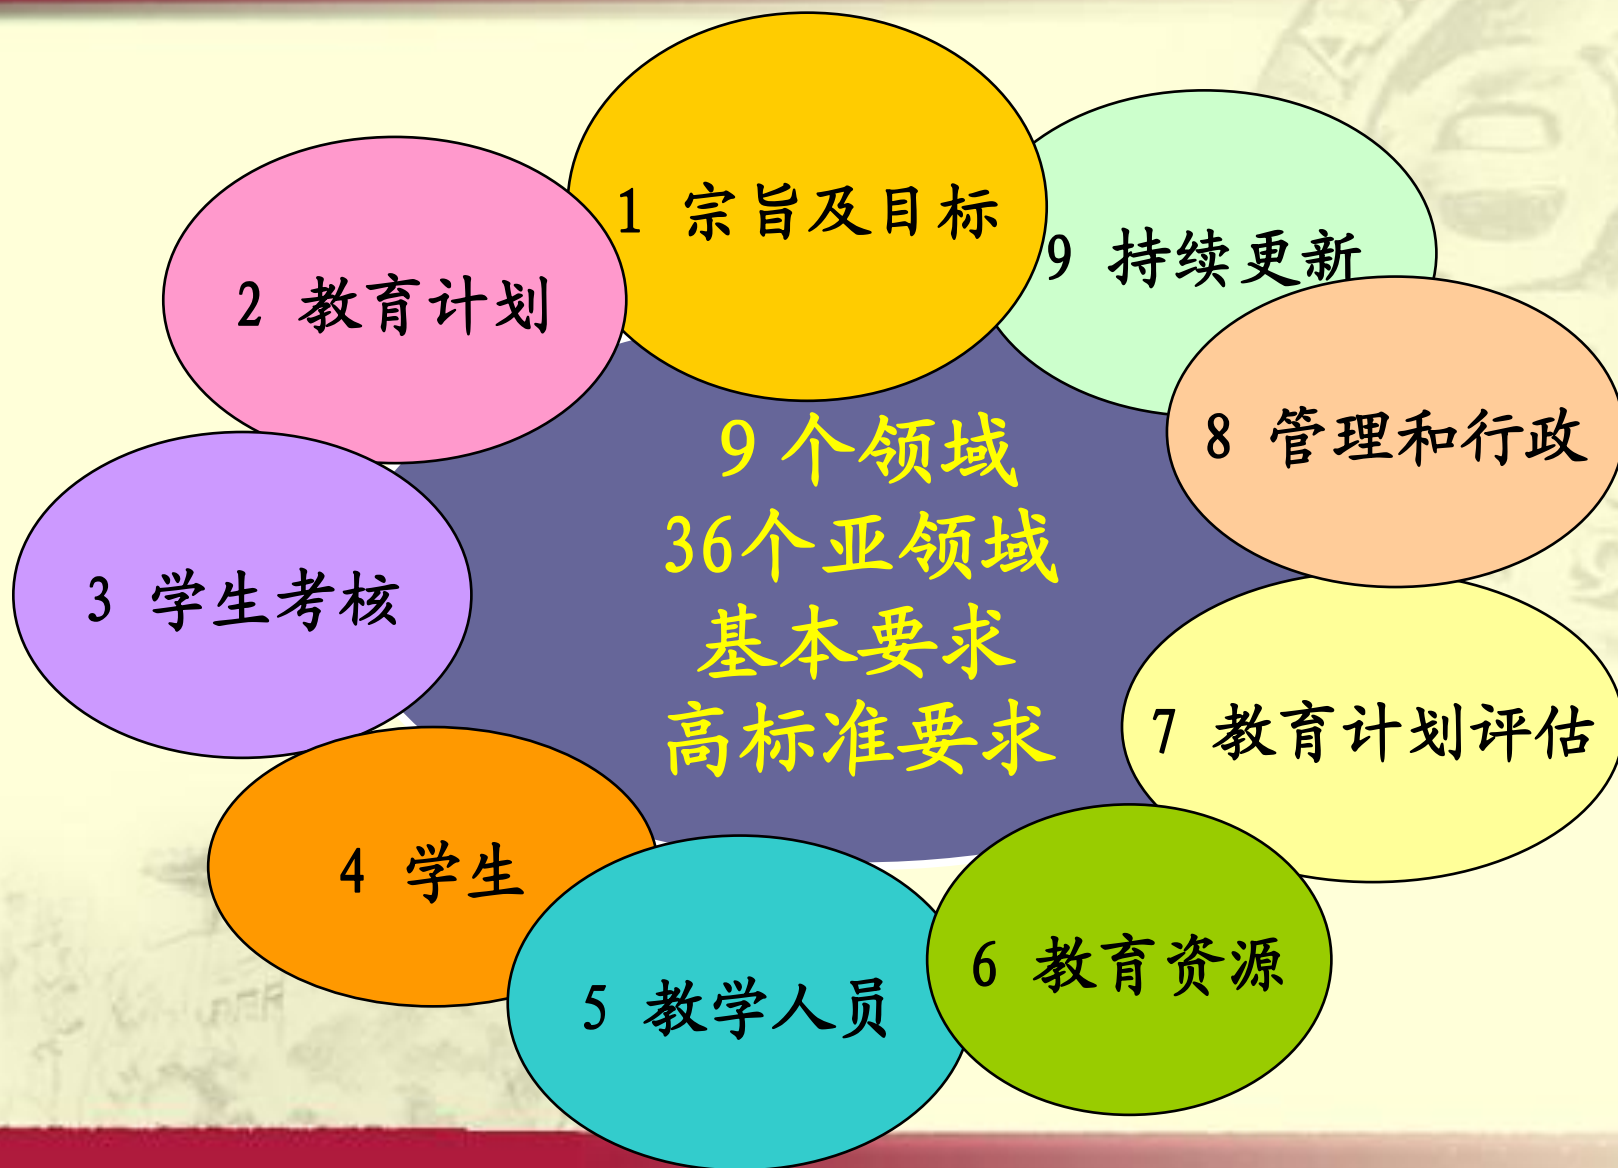 1 宗旨及目标
2 教育计划
3 学生考核
4 学生
5 教学人员
6 教育资源
7 教育计划评估
8 管理和行政
9 持续更新
9个领域
36个亚领域
基本要求
高标准要求